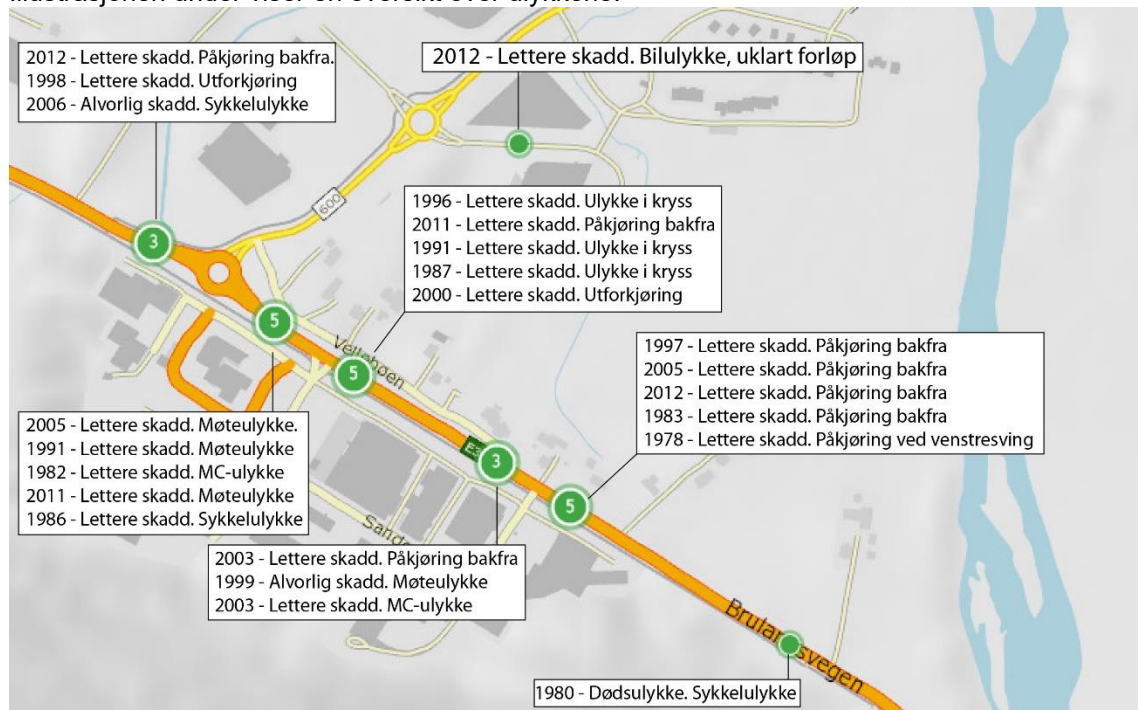 2012 - Lettere skadd. Påkjøring bakfra.
1998 - Lettere skadd. Utforkjøring
2006 - Alvorlig skadd. Sykkelulykke
2012 - Lettere skadd. Bilulykke, uklart forløp
600
1996 - Lettere skadd. Ulykke i kryss
2011 - Lettere skadd. Påkjøring bakfra
1991 - Lettere skadd. Ulykke i kryss
1987 - Lettere skadd. Ulykke i kryss
2000 - Lettere skadd. Utforkjøring
3
5
5
1997 - Lettere skadd. Påkjøring bakfra
2005 - Lettere skadd. Påkjøring bakfra
2012 - Lettere skadd. Påkjøring bakfra
1983 - Lettere skadd. Påkjøring bakfra
1978 - Lettere skadd. Påkjøring ved venstresving
2005 - Lettere skadd. Møteulykke.
1991 - Lettere skadd. Møteulykke
1982 - Lettere skadd. MC-ulykke
2011 - Lettere skadd. Møteulykke
1986 - Lettere skadd. Sykkelulykke
3
5
2003 - Lettere skadd. Påkjøring bakfra
1999 - Alvorlig skadd. Møteulykke
2003 - Lettere skadd. MC-ulykke
1980 - Dødsulykke. Sykkelulykke